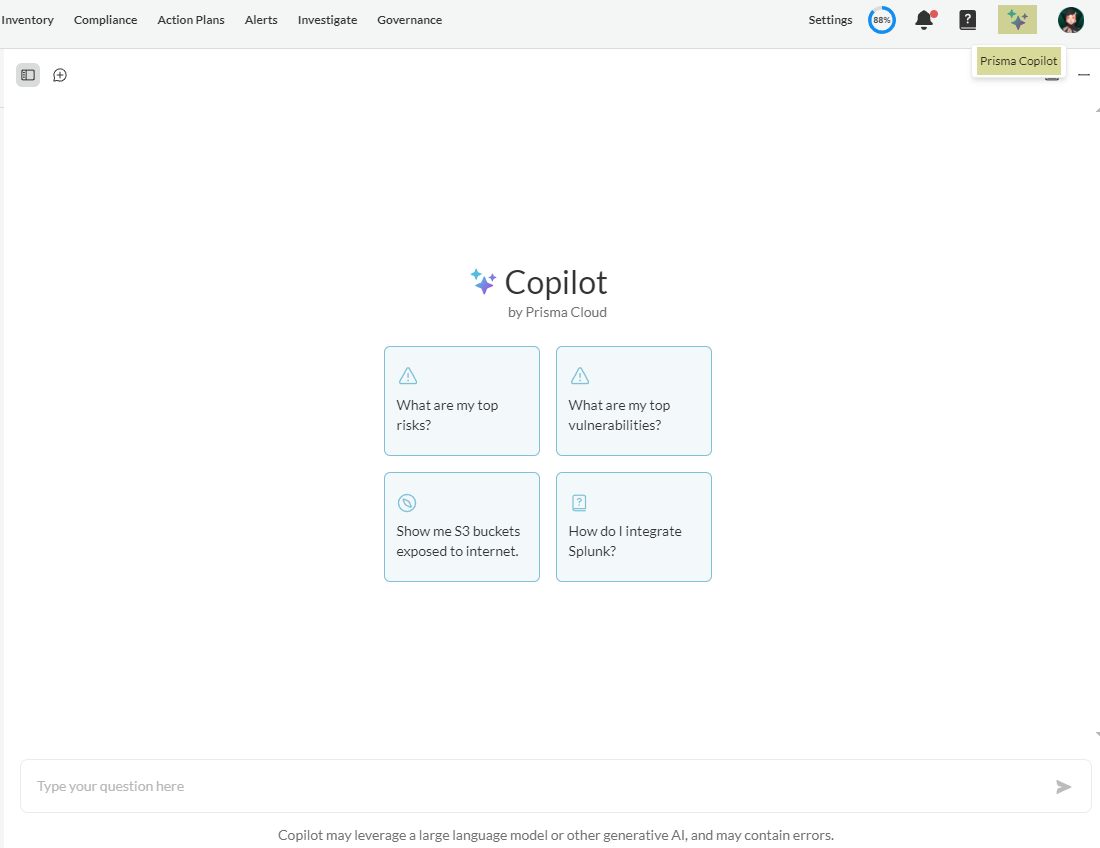 Inventory Compliance Action Plans Alerts Investigate Governance Settings 88%
Prisma Copilot
Copilot
by Prisma Cloud
What are my top
risks?
What are my top
vulnerabilities?
Show me S3 buckets
exposed to internet.
How do I integrate
Splunk?
Type your question here
Copilot may leverage a large language model or other generative AI, and may contain errors.